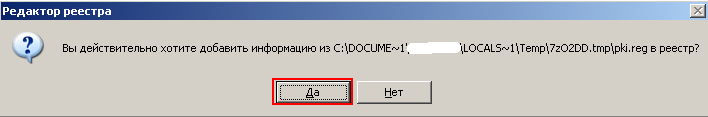 Редактор реестра
Вы действительно хотите добавить информацию из C:\DOCUME~1\ \LOCALS~1\Temp\7zO2DD.tmp\pki.reg в реестр?
Да
Нет